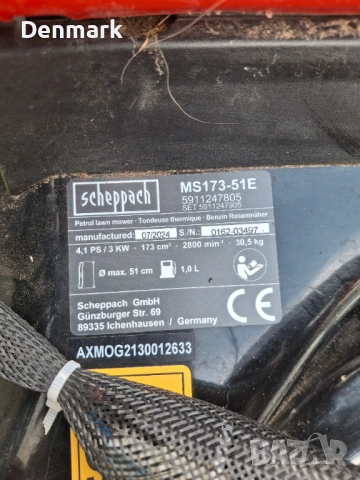 Denmark
scheppach
MS173-51E
5911247805
SET 5911247905
Petrol lawn mower · Tondeuse thermique · Benzin Rasenmäher
manufactured: 07/2024 S./N.: 0162-03497
4,1 PS / 3 KW · 173 cm³ · 2800 min⁻¹ · 30,5 kg
Ø max. 51 cm 1,0 L
Scheppach GmbH
Günzburger Str. 69
89335 Ichenhausen / Germany
CE
AXMOG2130012633
BAZAR